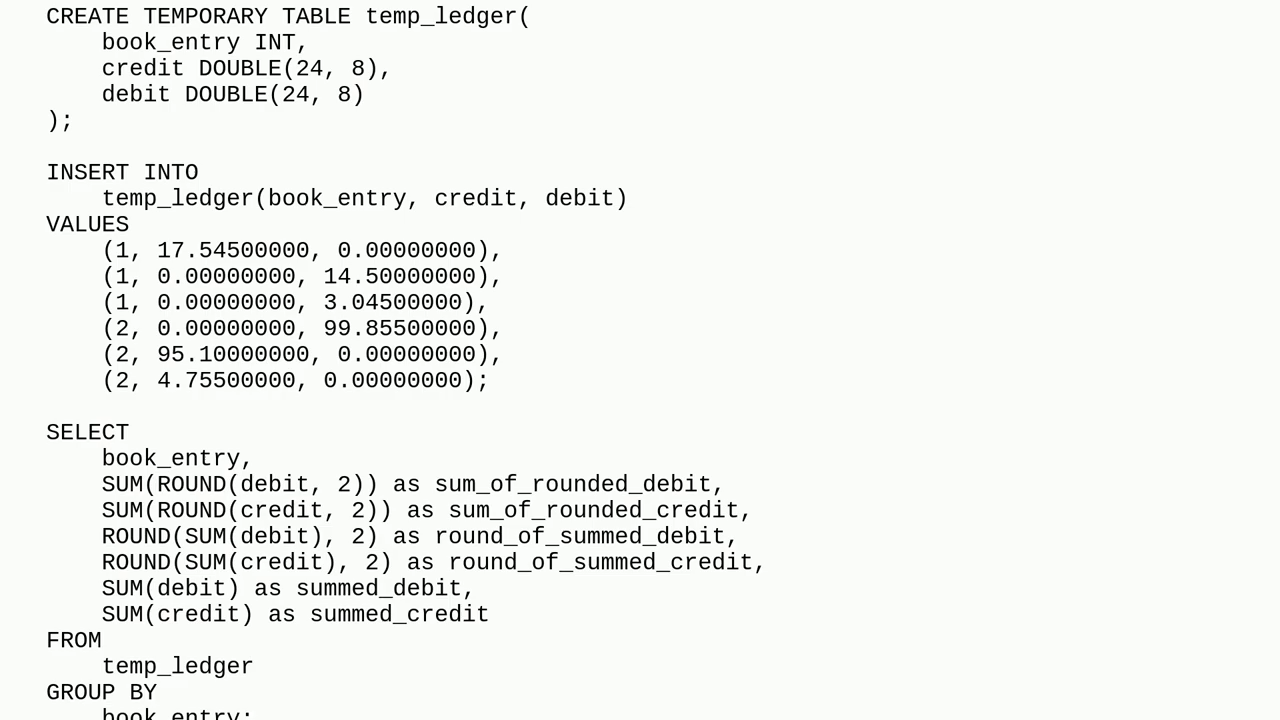 CREATE TEMPORARY TABLE temp_ledger(
    book_entry INT,
    credit DOUBLE(24, 8),
    debit DOUBLE(24, 8)
);

INSERT INTO
    temp_ledger(book_entry, credit, debit)
VALUES
    (1, 17.54500000, 0.00000000),
    (1, 0.00000000, 14.50000000),
    (1, 0.00000000, 3.04500000),
    (2, 0.00000000, 99.85500000),
    (2, 95.10000000, 0.00000000),
    (2, 4.75500000, 0.00000000);

SELECT
    book_entry,
    SUM(ROUND(debit, 2)) as sum_of_rounded_debit,
    SUM(ROUND(credit, 2)) as sum_of_rounded_credit,
    ROUND(SUM(debit), 2) as round_of_summed_debit,
    ROUND(SUM(credit), 2) as round_of_summed_credit,
    SUM(debit) as summed_debit,
    SUM(credit) as summed_credit
FROM
    temp_ledger
GROUP BY
    book_entry;